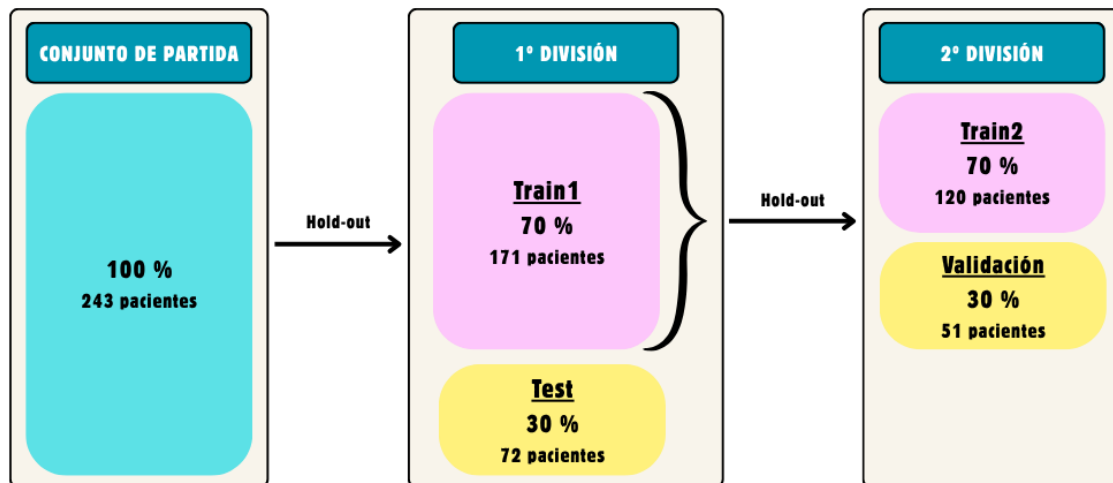 CONJUNTO DE PARTIDA
100 %
243 pacientes
Hold-out
1º DIVISIÓN
Train1
70 %
171 pacientes
Test
30 %
72 pacientes
Hold-out
2º DIVISIÓN
Train2
70 %
120 pacientes
Validación
30 %
51 pacientes